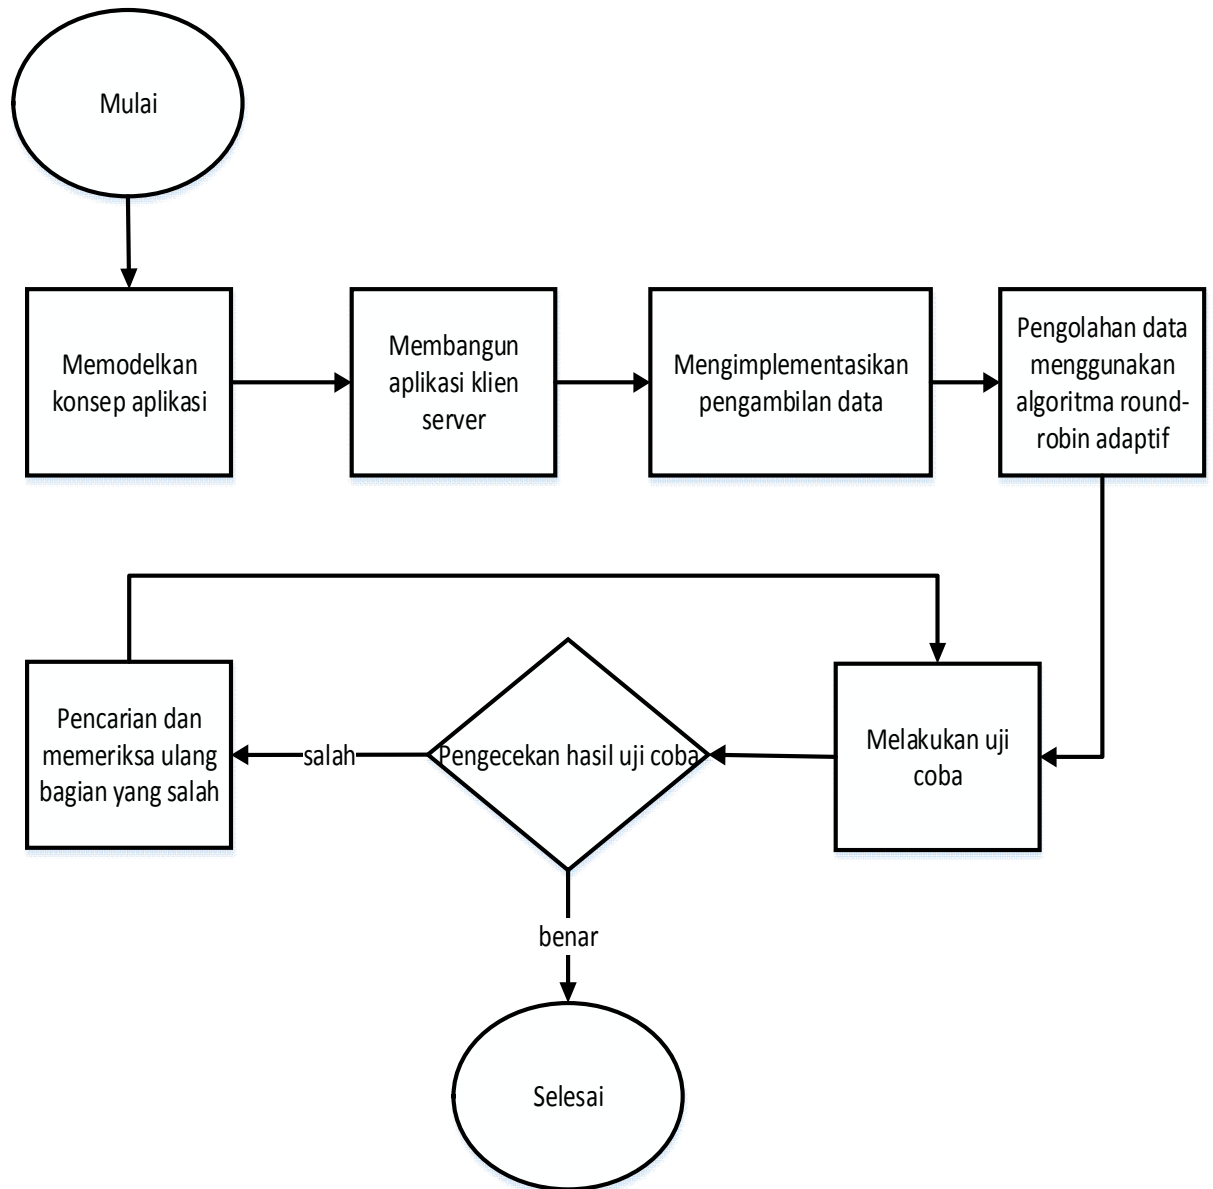 Mulai
Memodelkan
konsep aplikasi
Membangun
aplikasi klien
server
Mengimplementasikan
pengambilan data
Pengolahan data
menggunakan
algoritma round-
robin adaptif
Melakukan uji
coba
Pengecekan hasil uji coba
salah
Pencarian dan
memeriksa ulang
bagian yang salah
benar
Selesai